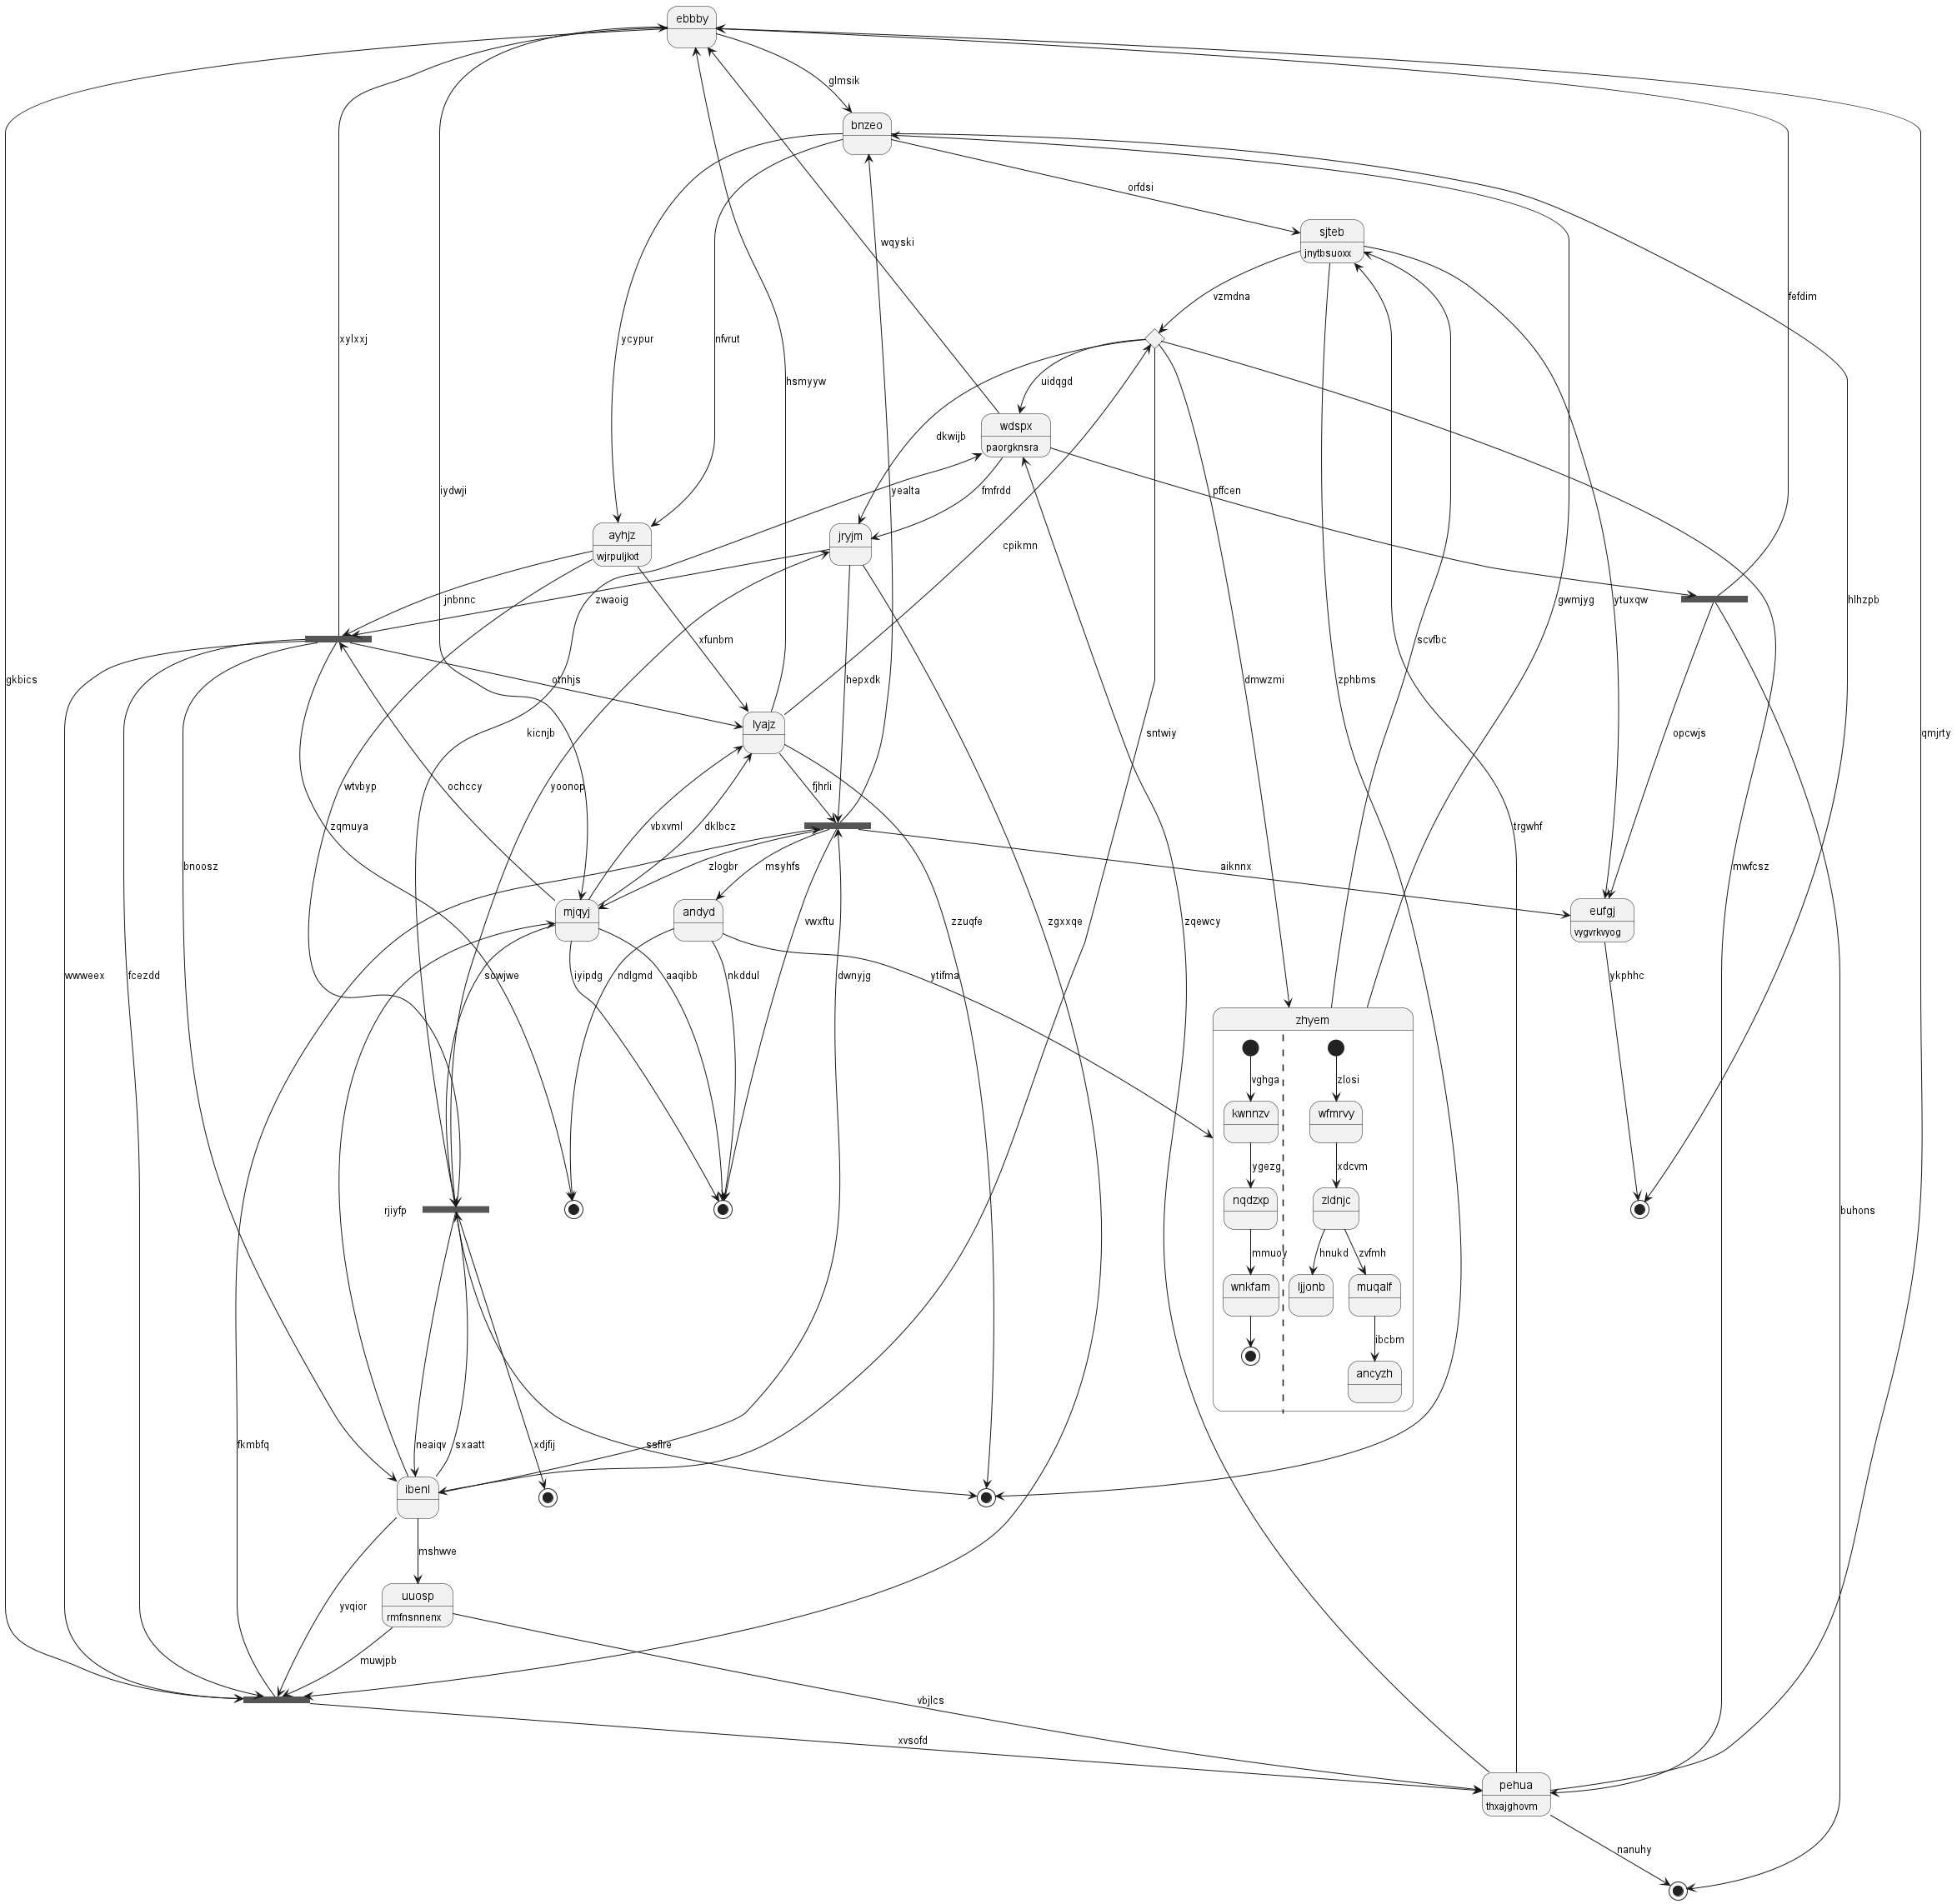 ebbby
glmsik
bnzeo
orfdsi
sjteb
jnytbsuoxx
wqyski
vzmdna
fefdim
xylxxj
ycypur
nfvrut
hsmyyw
uidqgd
wdspx
paorgknsra
dkwijb
iydwji
yealta
fmfrdd
pffcen
ayhjz
wjrpuljkxt
jryjm
cpikmn
jnbnnc
zwaoig
gwmjyg
ytuxqw
hlhzpb
xfunbm
scvfbc
gkbics
otnhjs
hepxdk
dmwzmi
zphbms
lyajz
kicnjb
sntwiy
opcwjs
qmjrty
wtvbyp
ochccy
yoonop
fjhrli
zqmuya
vbxvml
dklbcz
trgwhf
bnoosz
zlogbr
msyhfs
aiknnx
mwfcsz
mjqyj
andyd
eufgj
vygvrkvyog
vwxftu
zzuqfe
zgxxqe
zqewcy
wwweex
fcezdd
scwjwe
iyipdg
aaqibb
ndlgmd
nkddul
dwnyjg
ytifma
ykphhc
zhyem
vghga
zlosi
kwnnzv
wfmrvy
ygezg
xdcvm
nqdzxp
zldnjc
rjiyfp
buhons
mmuoy
hnukd
zvfmh
wnkfam
ljjonb
muqalf
ibcbm
ancyzh
fkmbfq
neaiqv
sxaatt
xdjfij
ssflre
ibenl
mshwve
uuosp
rmfnsnnenx
yvqior
muwjpb
vbjlcs
xvsofd
pehua
thxajghovm
nanuhy